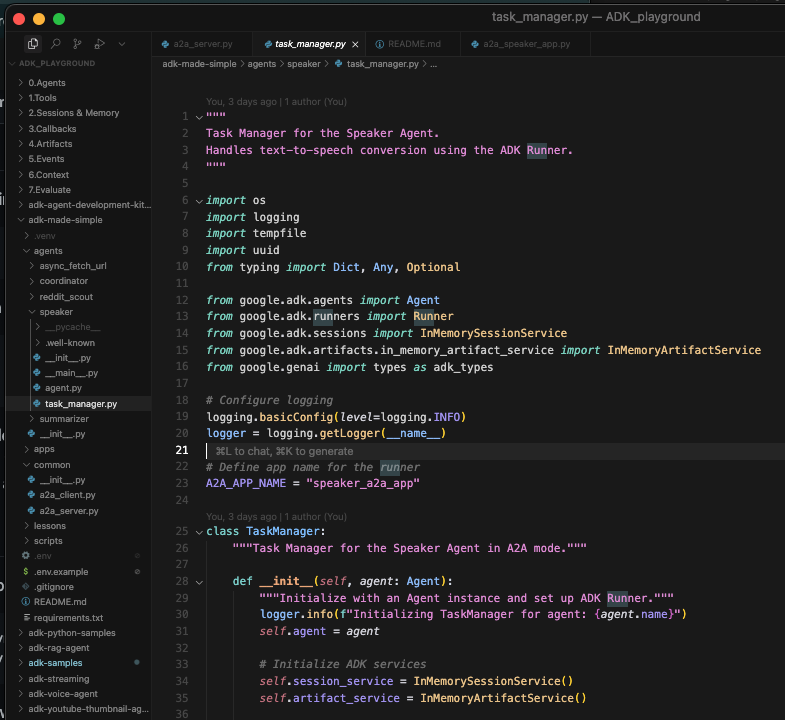 task_manager.py — ADK_playground
a2a_server.py
task_manager.py
README.md
a2a_speaker_app.py
adk-made-simple > agents > speaker > task_manager.py > ...
ADK_PLAYGROUND
0.Agents
1.Tools
2.Sessions & Memory
3.Callbacks
4.Artifacts
5.Events
6.Context
7.Evaluate
adk-agent-development-kit...
adk-made-simple
.venv
agents
async_fetch_url
coordinator
reddit_scout
speaker
__pycache__
.well-known
__init__.py
__main__.py
agent.py
task_manager.py
summarizer
__init__.py
apps
common
__init__.py
a2a_client.py
a2a_server.py
lessons
scripts
.env
.env.example
.gitignore
README.md
requirements.txt
adk-python-samples
adk-rag-agent
adk-samples
adk-streaming
adk-voice-agent
adk-youtube-thumbnail-ag...
You, 3 days ago | 1 author (You)
1 """
2 Task Manager for the Speaker Agent.
3 Handles text-to-speech conversion using the ADK Runner.
4 """
5
6 import os
7 import logging
8 import tempfile
9 import uuid
10 from typing import Dict, Any, Optional
11
12 from google.adk.agents import Agent
13 from google.adk.runners import Runner
14 from google.adk.sessions import InMemorySessionService
15 from google.adk.artifacts.in_memory_artifact_service import InMemoryArtifactService
16 from google.genai import types as adk_types
17
18 # Configure logging
19 logging.basicConfig(level=logging.INFO)
20 logger = logging.getLogger(__name__)
21 ⌘L to chat, ⌘K to generate
22 # Define app name for the runner
23 A2A_APP_NAME = "speaker_a2a_app"
24
You, 3 days ago | 1 author (You)
25 class TaskManager:
26 """Task Manager for the Speaker Agent in A2A mode."""
27
28 def __init__(self, agent: Agent):
29 """Initialize with an Agent instance and set up ADK Runner."""
30 logger.info(f"Initializing TaskManager for agent: {agent.name}")
31 self.agent = agent
32
33 # Initialize ADK services
34 self.session_service = InMemorySessionService()
35 self.artifact_service = InMemoryArtifactService()
36